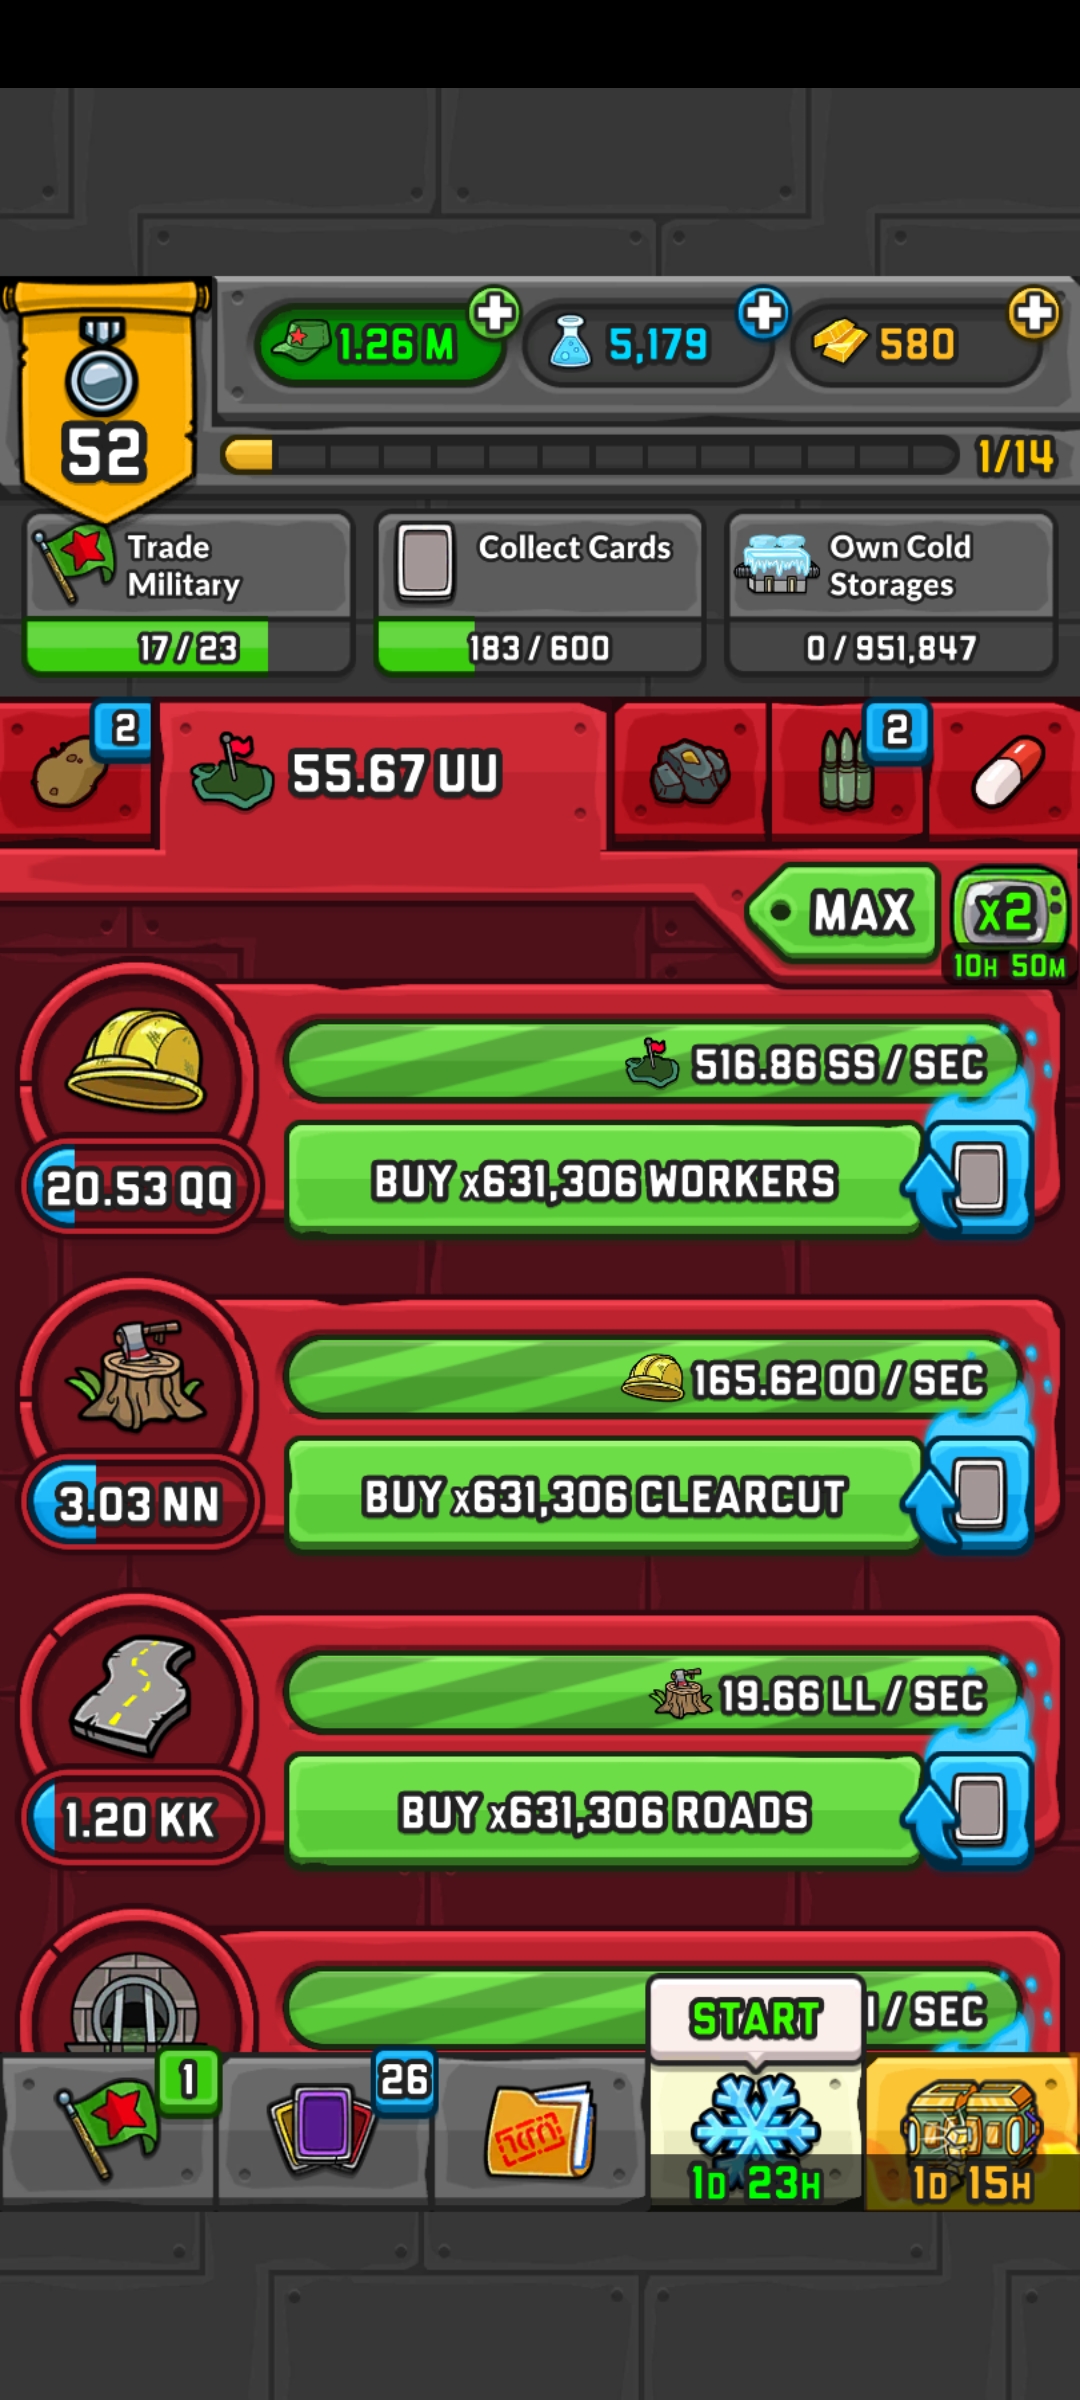 1.26 M
5,179
580
52
1/14
Trade
Military
17/23
Collect Cards
183/600
Own Cold
Storages
0/951,847
2
55.67 UU
2
MAX
x2
10H 50M
516.86 SS / SEC
20.53 QQ
BUY x631,306 WORKERS
165.62 OO / SEC
3.03 NN
BUY x631,306 CLEARCUT
19.66 LL / SEC
1.20 KK
BUY x631,306 ROADS
/ SEC
START
1
26
1D 23H
1D 15H